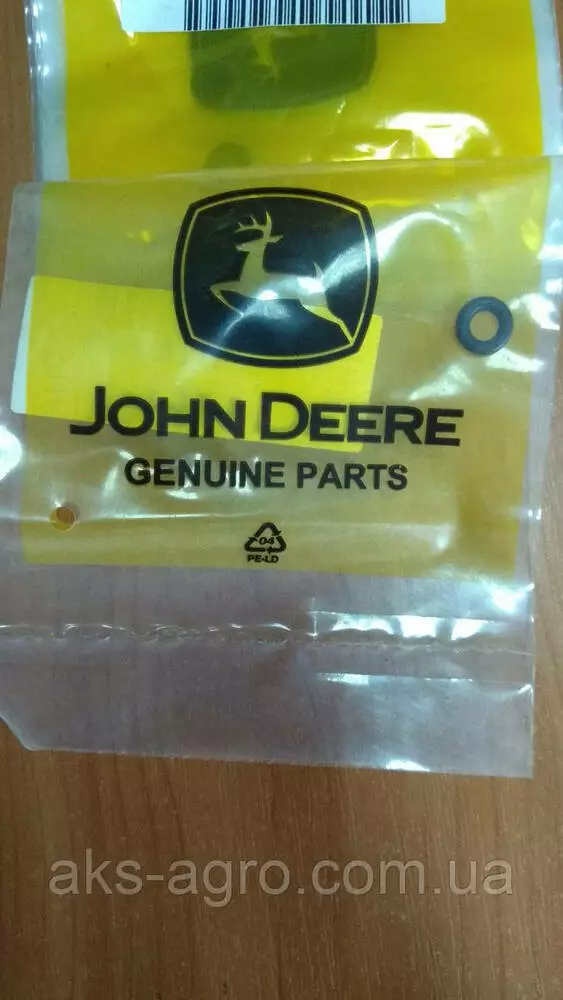 JOHN DEERE
GENUINE PARTS
04
PE-LD
aks-agro.com.ua